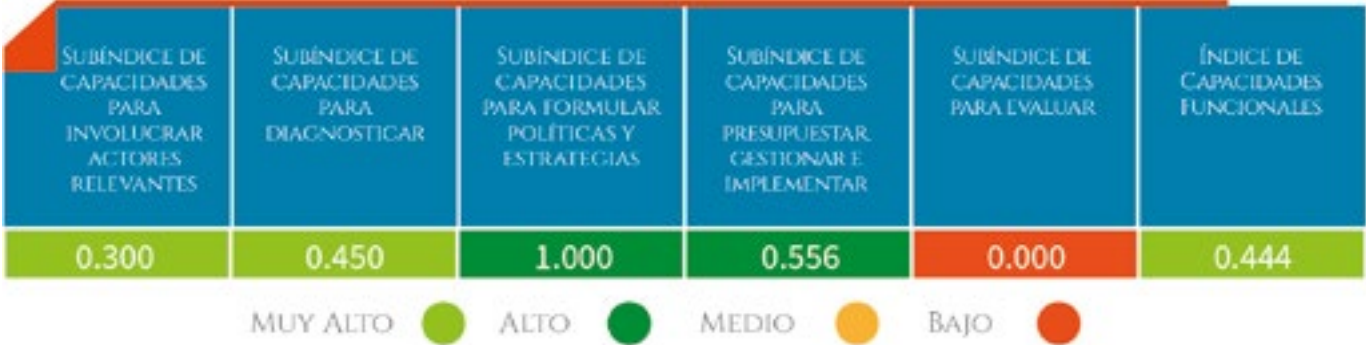 SUBÍNDICE DE
CAPACIDADES
PARA
INVOLUCRAR
ACTORES
RELEVANTES
SUBÍNDICE DE
CAPACIDADES
PARA
DIAGNOSTICAR
SUBÍNDICE DE
CAPACIDADES
PARA FORMULAR
POLÍTICAS Y
ESTRATEGIAS
SUBÍNDICE DE
CAPACIDADES
PARA
PRESUPUESTAR,
GESTIONAR E
IMPLEMENTAR
SUBÍNDICE DE
CAPACIDADES
PARA EVALUAR
ÍNDICE DE
CAPACIDADES
FUNCIONALES
0.300 0.450 1.000 0.556 0.000 0.444
MUY ALTO ALTO MEDIO BAJO